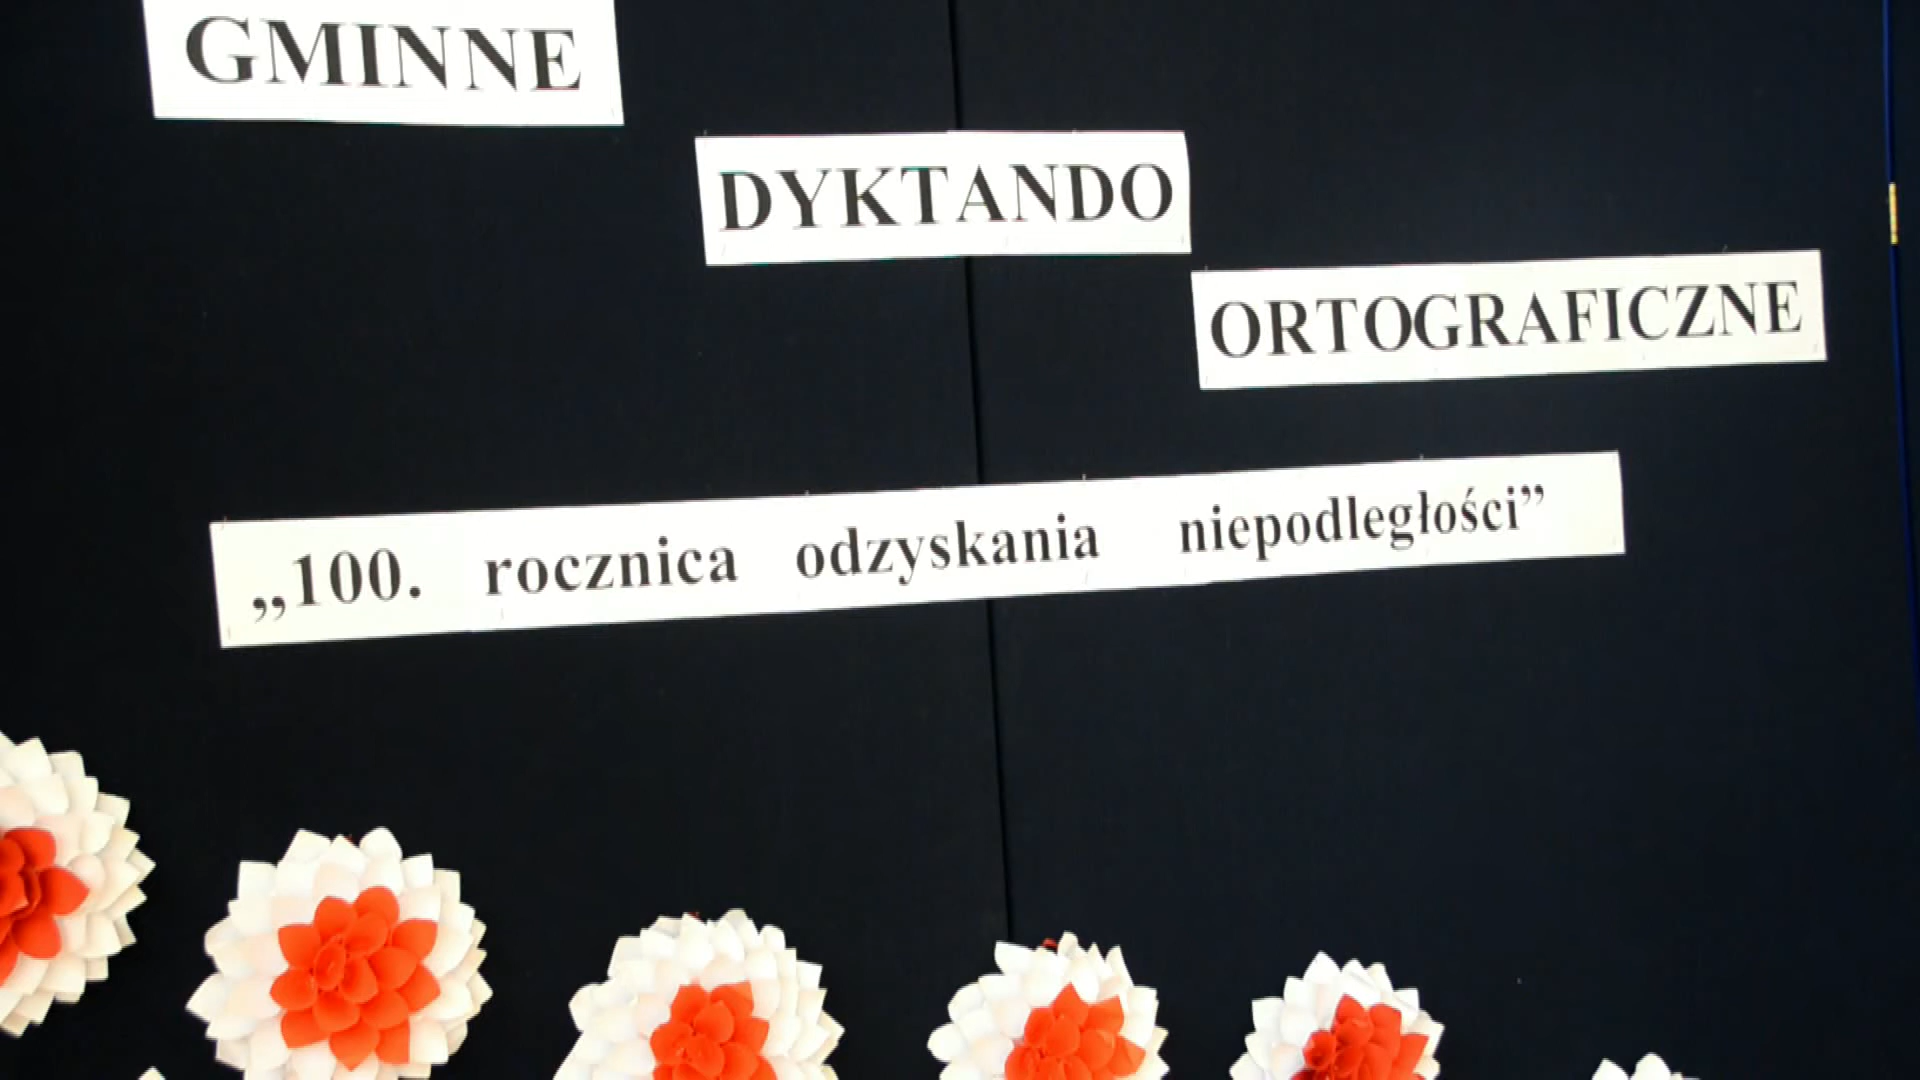 GMINNE
DYKTANDO
ORTOGRAFICZNE
„100. rocznica odzyskania niepodległości”